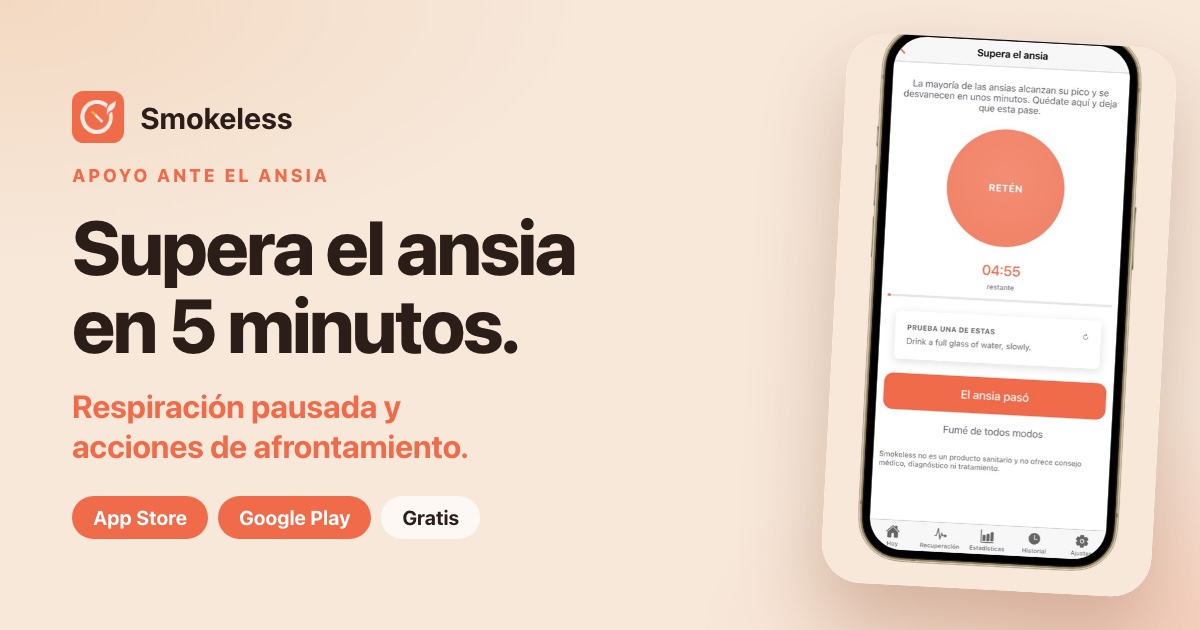 Smokeless
APOYO ANTE EL ANSIA
Supera el ansia
en 5 minutos.
Respiración pausada y
acciones de afrontamiento.
App Store
Google Play
Gratis
Supera el ansia
La mayoría de las ansias alcanzan su pico y se
desvanecen en unos minutos. Quédate aquí y deja
que esta pase.
RETÉN
04:55
restante
PRUEBA UNA DE ESTAS
Drink a full glass of water, slowly.
El ansia pasó
Fumé de todos modos
Smokeless no es un producto sanitario y no ofrece consejo
médico, diagnóstico ni tratamiento.
Hoy
Recuperación
Estadísticas
Historial
Ajustes